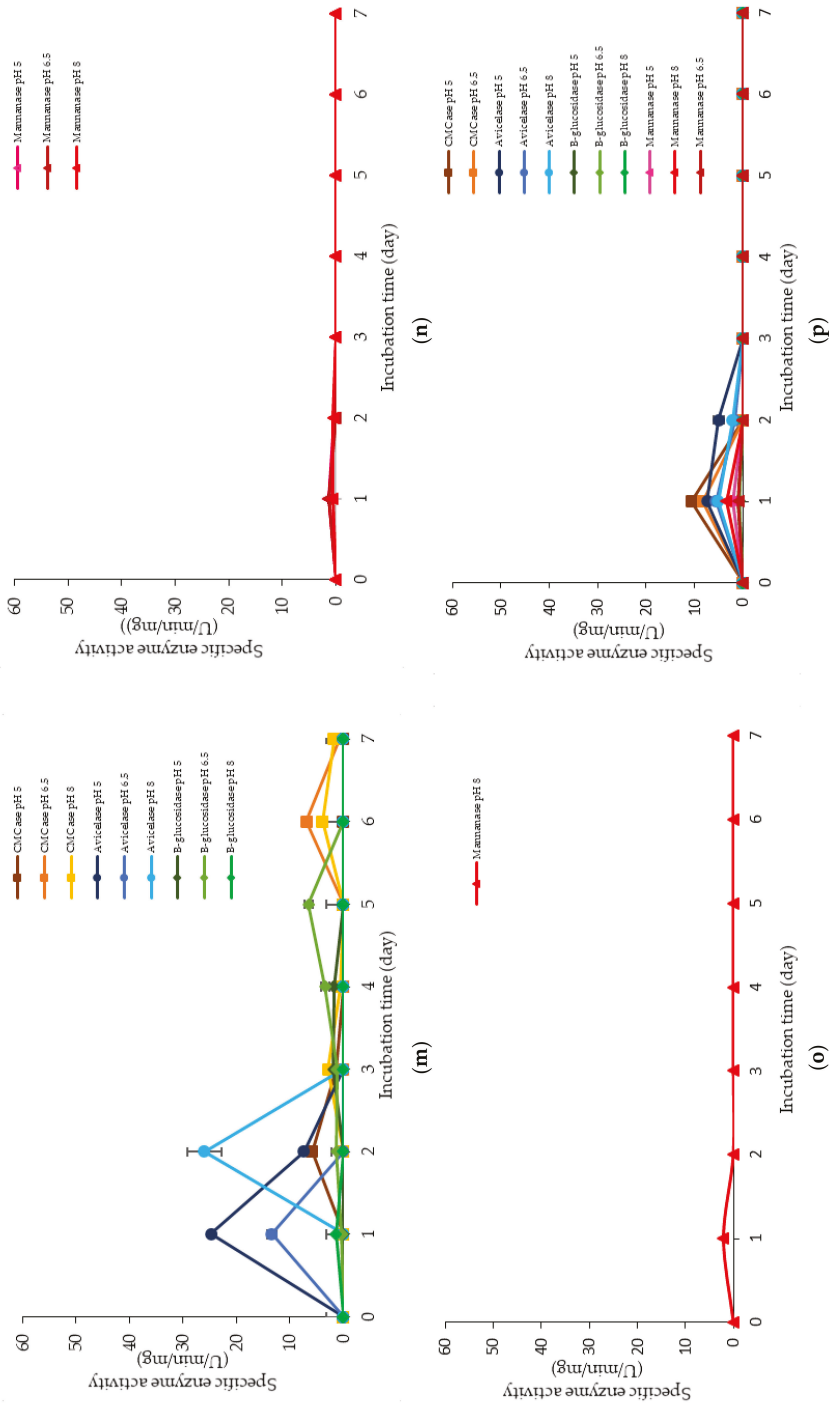 Specific enzyme activity
(U/min/mg)
60
50
40
30
20
10
0
0 1 2 3 4 5 6 7
Incubation time (day)
CMCase pH 5
CMCase pH 6.5
CMCase pH 8
Avicelase pH 5
Avicelase pH 6.5
Avicelase pH 8
B-glucosidase pH 5
B-glucosidase pH 6.5
B-glucosidase pH 8
(m)
Specific enzyme activity
(U/min/mg))
60
50
40
30
20
10
0
0 1 2 3 4 5 6 7
Incubation time (day)
Mannanase pH 5
Mannanase pH 6.5
Mannanase pH 8
(n)
Specific enzyme activity
(U/min/mg)
60
50
40
30
20
10
0
0 1 2 3 4 5 6 7
Incubation time (day)
Mannanase pH 8
(o)
Specific enzyme activity
(U/min/mg)
60
50
40
30
20
10
0
0 1 2 3 4 5 6 7
Incubation time (day)
CMCase pH 5
CMCase pH 6.5
Avicelase pH 5
Avicelase pH 6.5
Avicelase pH 8
B-glucosidase pH 5
B-glucosidase pH 6.5
B-glucosidase pH 8
Mannanase pH 5
Mannanase pH 8
Mannanase pH 6.5
(p)